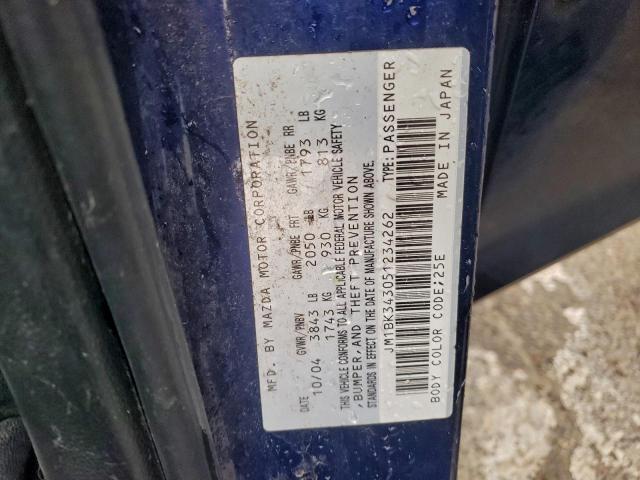 MFD. BY MAZDA MOTOR CORPORATION
DATE GVWR/PNBV GAWR/PNBE FRT GAWR/PNBE RR
10/04 3843 LB 2050 LB 1793 LB
1743 KG 930 KG 813 KG
THIS VEHICLE CONFORMS TO ALL APPLICABLE FEDERAL MOTOR VEHICLE SAFETY
, BUMPER, AND THEFT PREVENTION
STANDARDS IN EFFECT ON THE DATE OF MANUFACTURE SHOWN ABOVE.
JM1BK343051234262 TYPE: PASSENGER
BODY COLOR CODE;25E MADE IN JAPAN